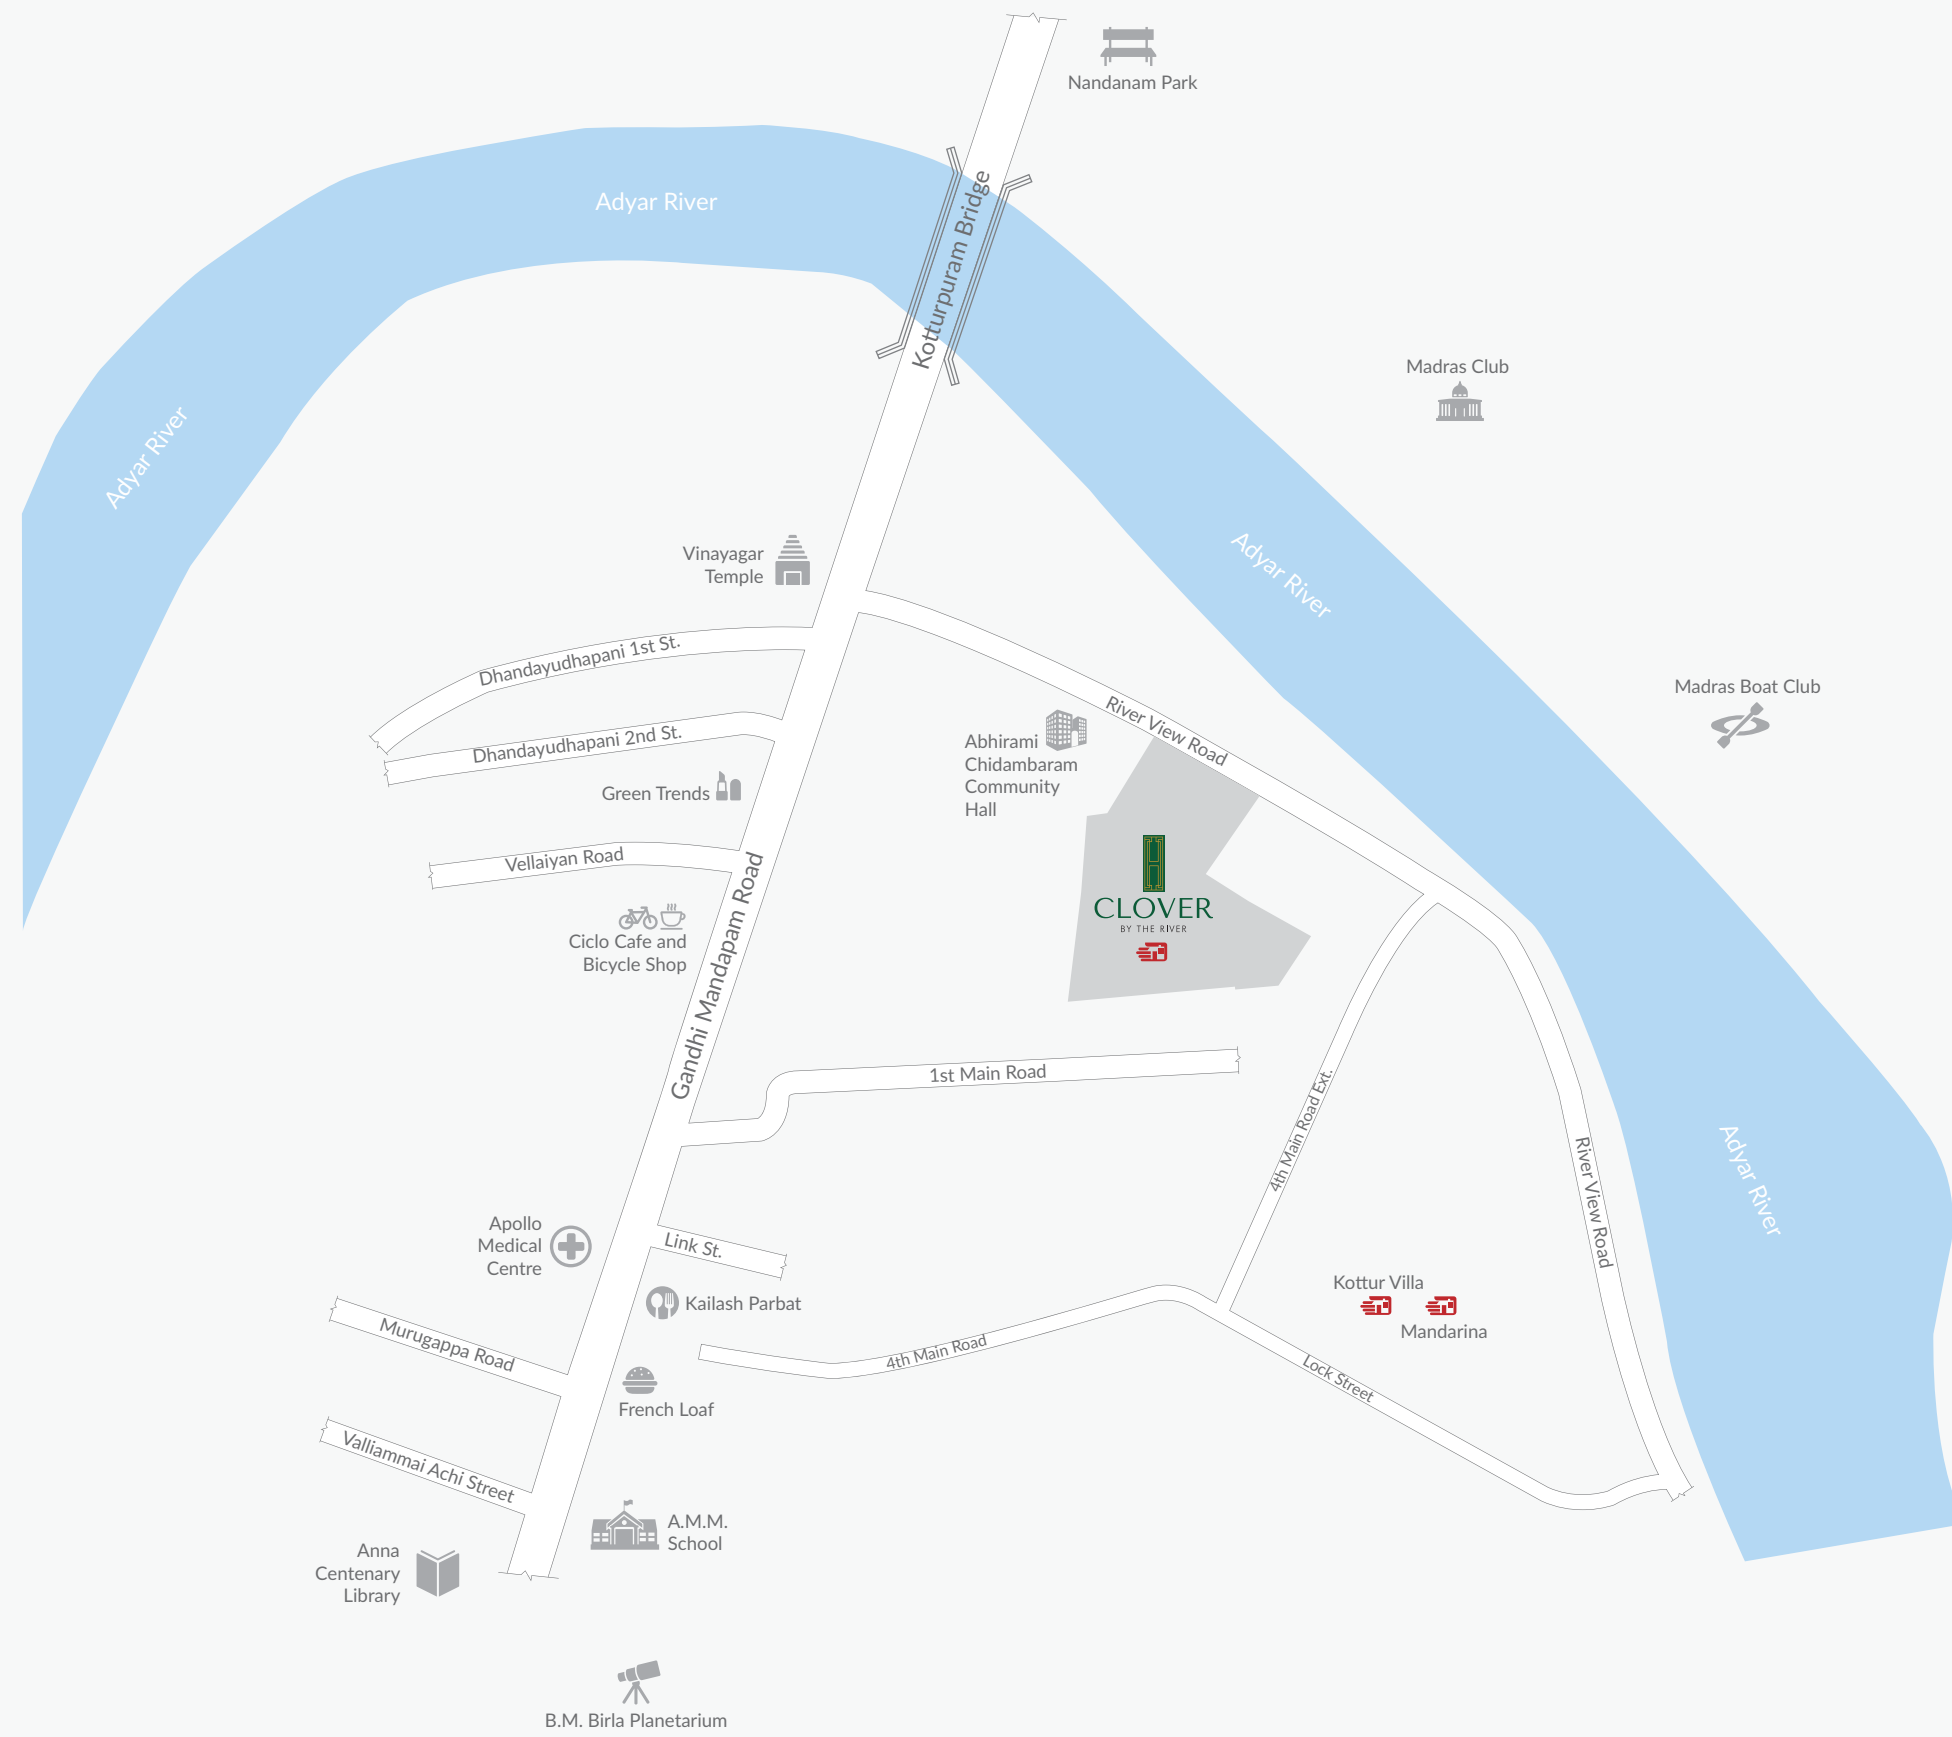 Nandanam Park
Adyar River
Kotturpuram Bridge
Madras Club
Adyar River
Adyar River
Vinayagar
Temple
Dhandayudhapani 1st St.
Madras Boat Club
River View Road
Dhandayudhapani 2nd St.
Abhirami
Chidambaram
Community
Hall
Green Trends
Vellaiyan Road
CLOVER
BY THE RIVER
Ciclo Cafe and
Bicycle Shop
Gandhi Mandapam Road
1st Main Road
4th Main Road Ext.
Adyar River
River View Road
Apollo
Medical
Centre
Link St.
Kottur Villa
Kailash Parbat
Mandarina
Murugappa Road
4th Main Road
Lock Street
French Loaf
Valliammai Achi Street
A.M.M.
School
Anna
Centenary
Library
B.M. Birla Planetarium